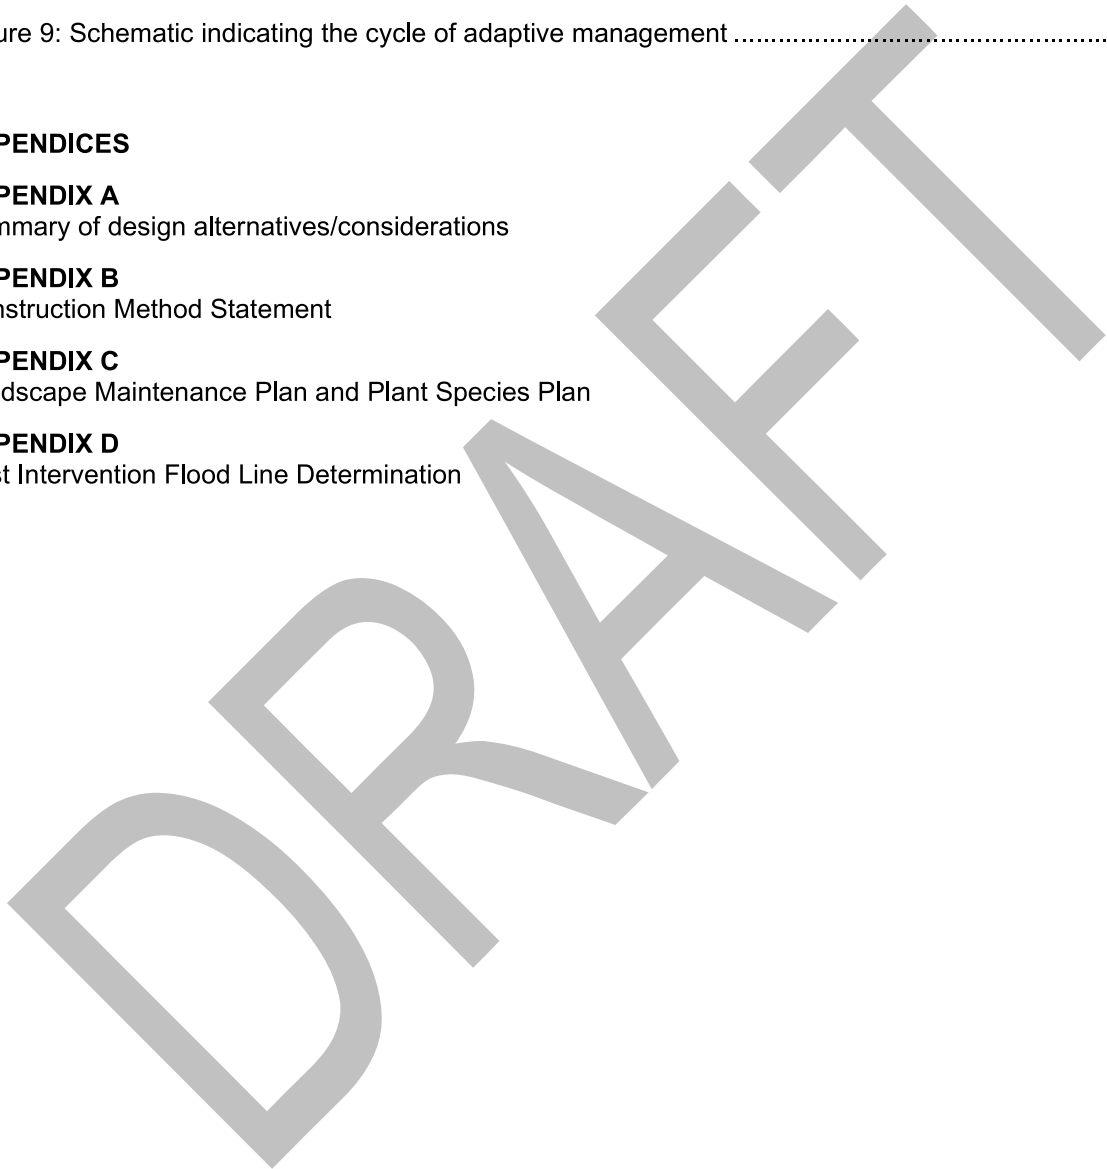 ure 9: Schematic indicating the cycle of adaptive management ........................................................
PENDICES
PENDIX A
mmary of design alternatives/considerations
PENDIX B
nstruction Method Statement
PENDIX C
dscape Maintenance Plan and Plant Species Plan
PENDIX D
st Intervention Flood Line Determination
DRAFT